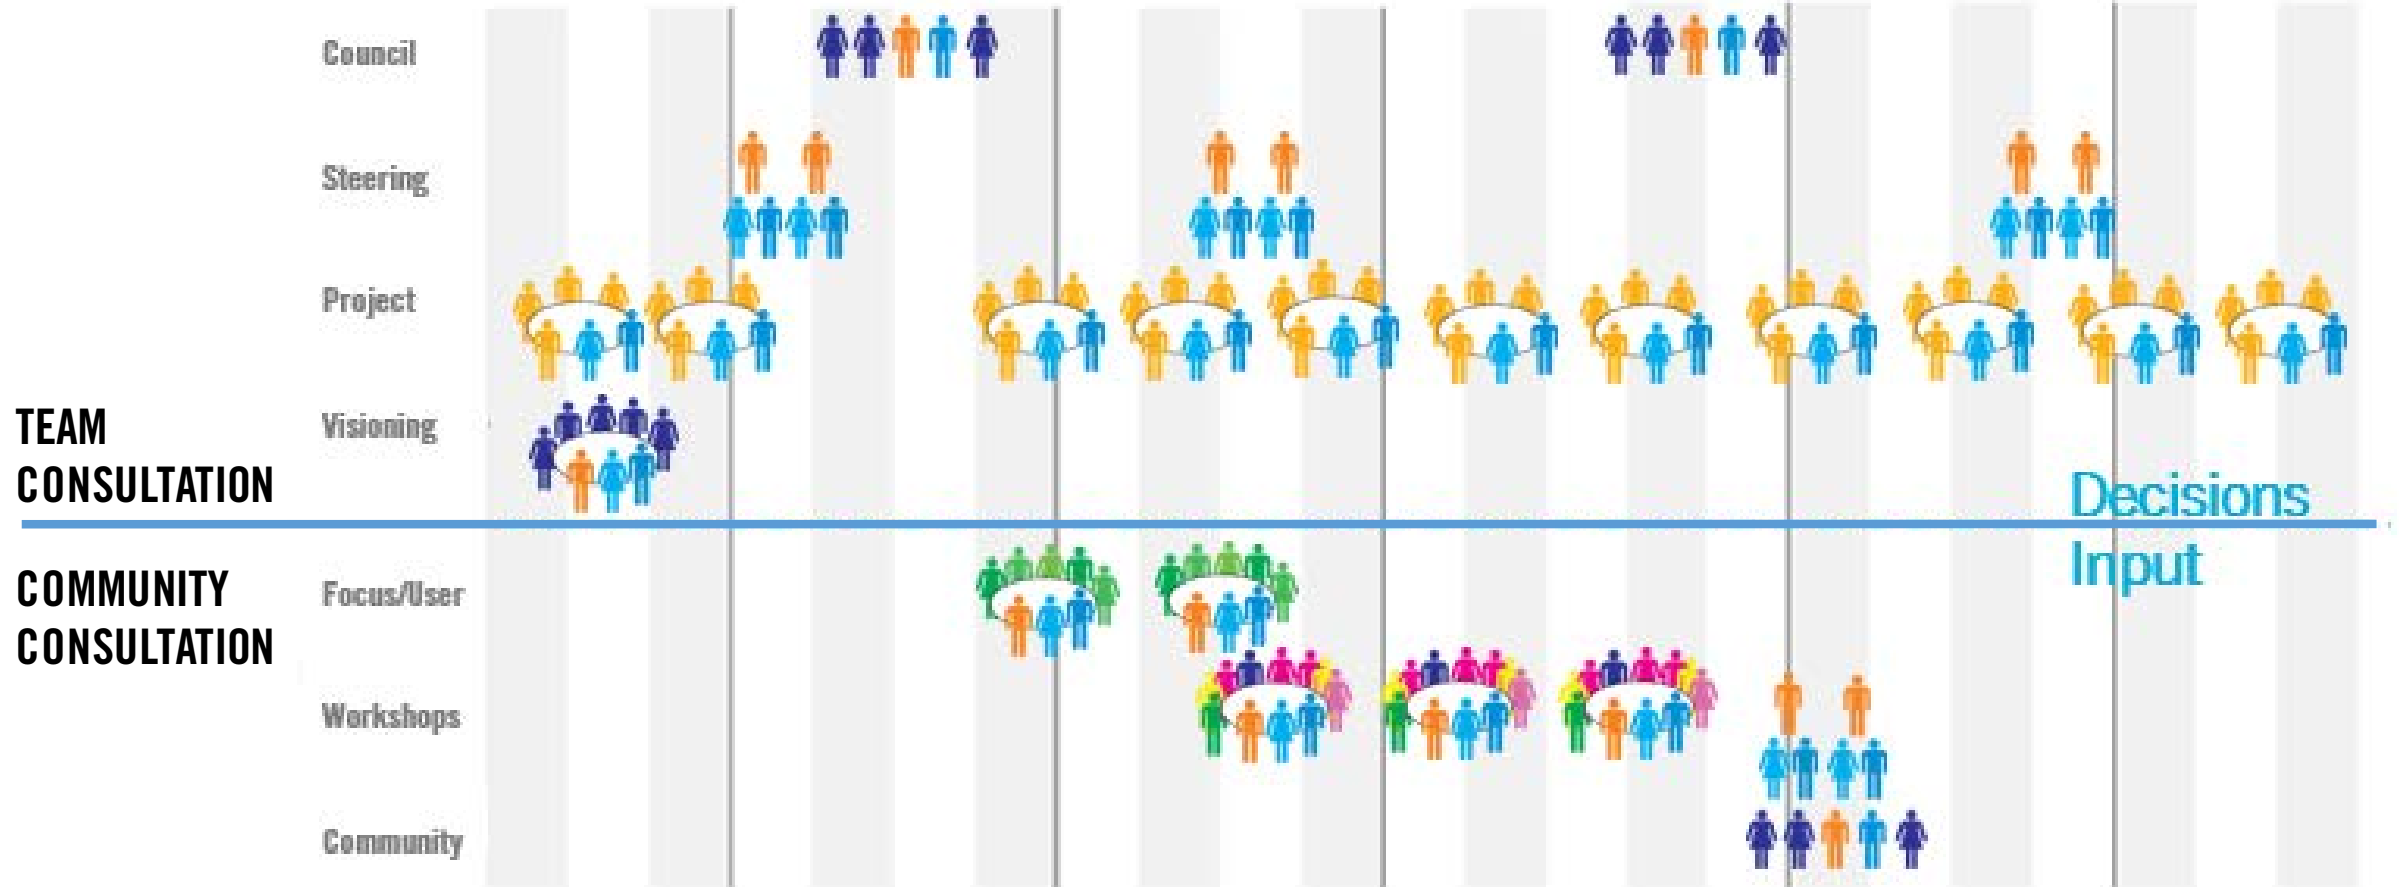 Council
Steering
Project
Visioning
TEAM
CONSULTATION
Decisions
Input
COMMUNITY
CONSULTATION
Focus/User
Workshops
Community